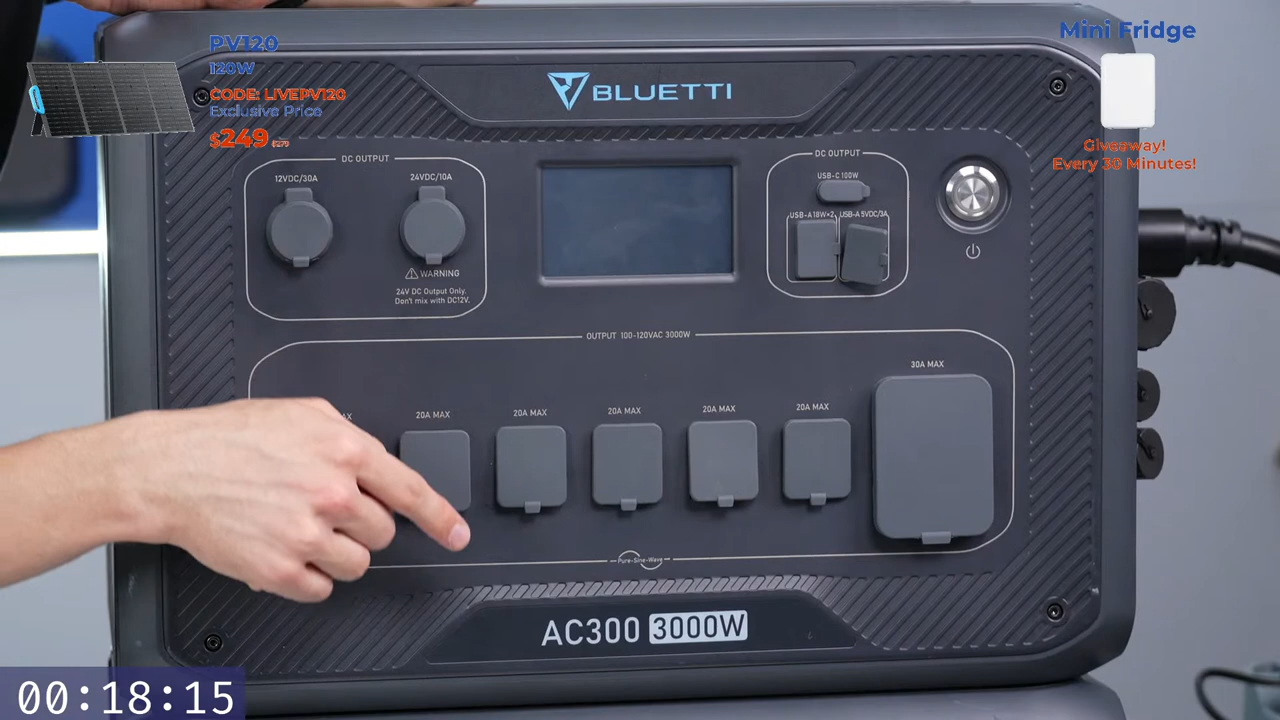 PV120
120W
CODE: LIVEPV120
Exclusive Price
$249 $279
Mini Fridge
Giveaway!
Every 30 Minutes!
BLUETTI
DC OUTPUT
12VDC/30A
24VDC/10A
WARNING
24V DC Output Only.
Don't mix with DC12V.
DC OUTPUT
USB-C 100W
USB-A 18W*2
USB-A 5VDC/3A
OUTPUT 100-120VAC 3000W
20A MAX
20A MAX
20A MAX
20A MAX
20A MAX
30A MAX
Pure-Sine-Wave
AC300 3000W
00:18:15